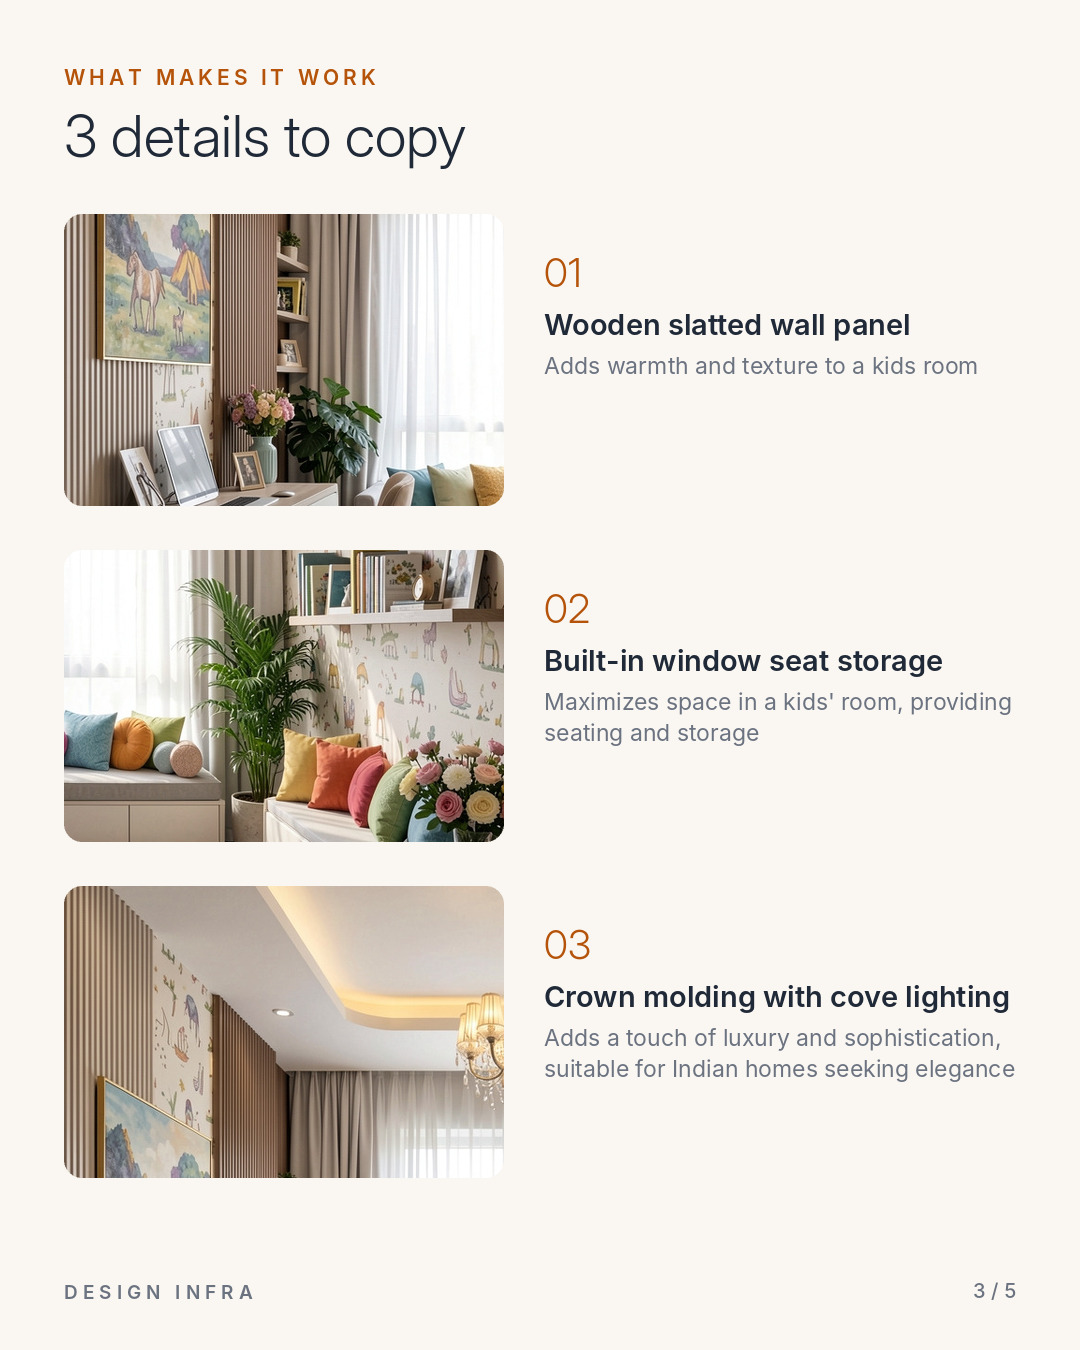 WHAT MAKES IT WORK
3 details to copy
01
Wooden slatted wall panel
Adds warmth and texture to a kids room
02
Built-in window seat storage
Maximizes space in a kids' room, providing
seating and storage
03
Crown molding with cove lighting
Adds a touch of luxury and sophistication,
suitable for Indian homes seeking elegance
DESIGN INFRA
3 / 5